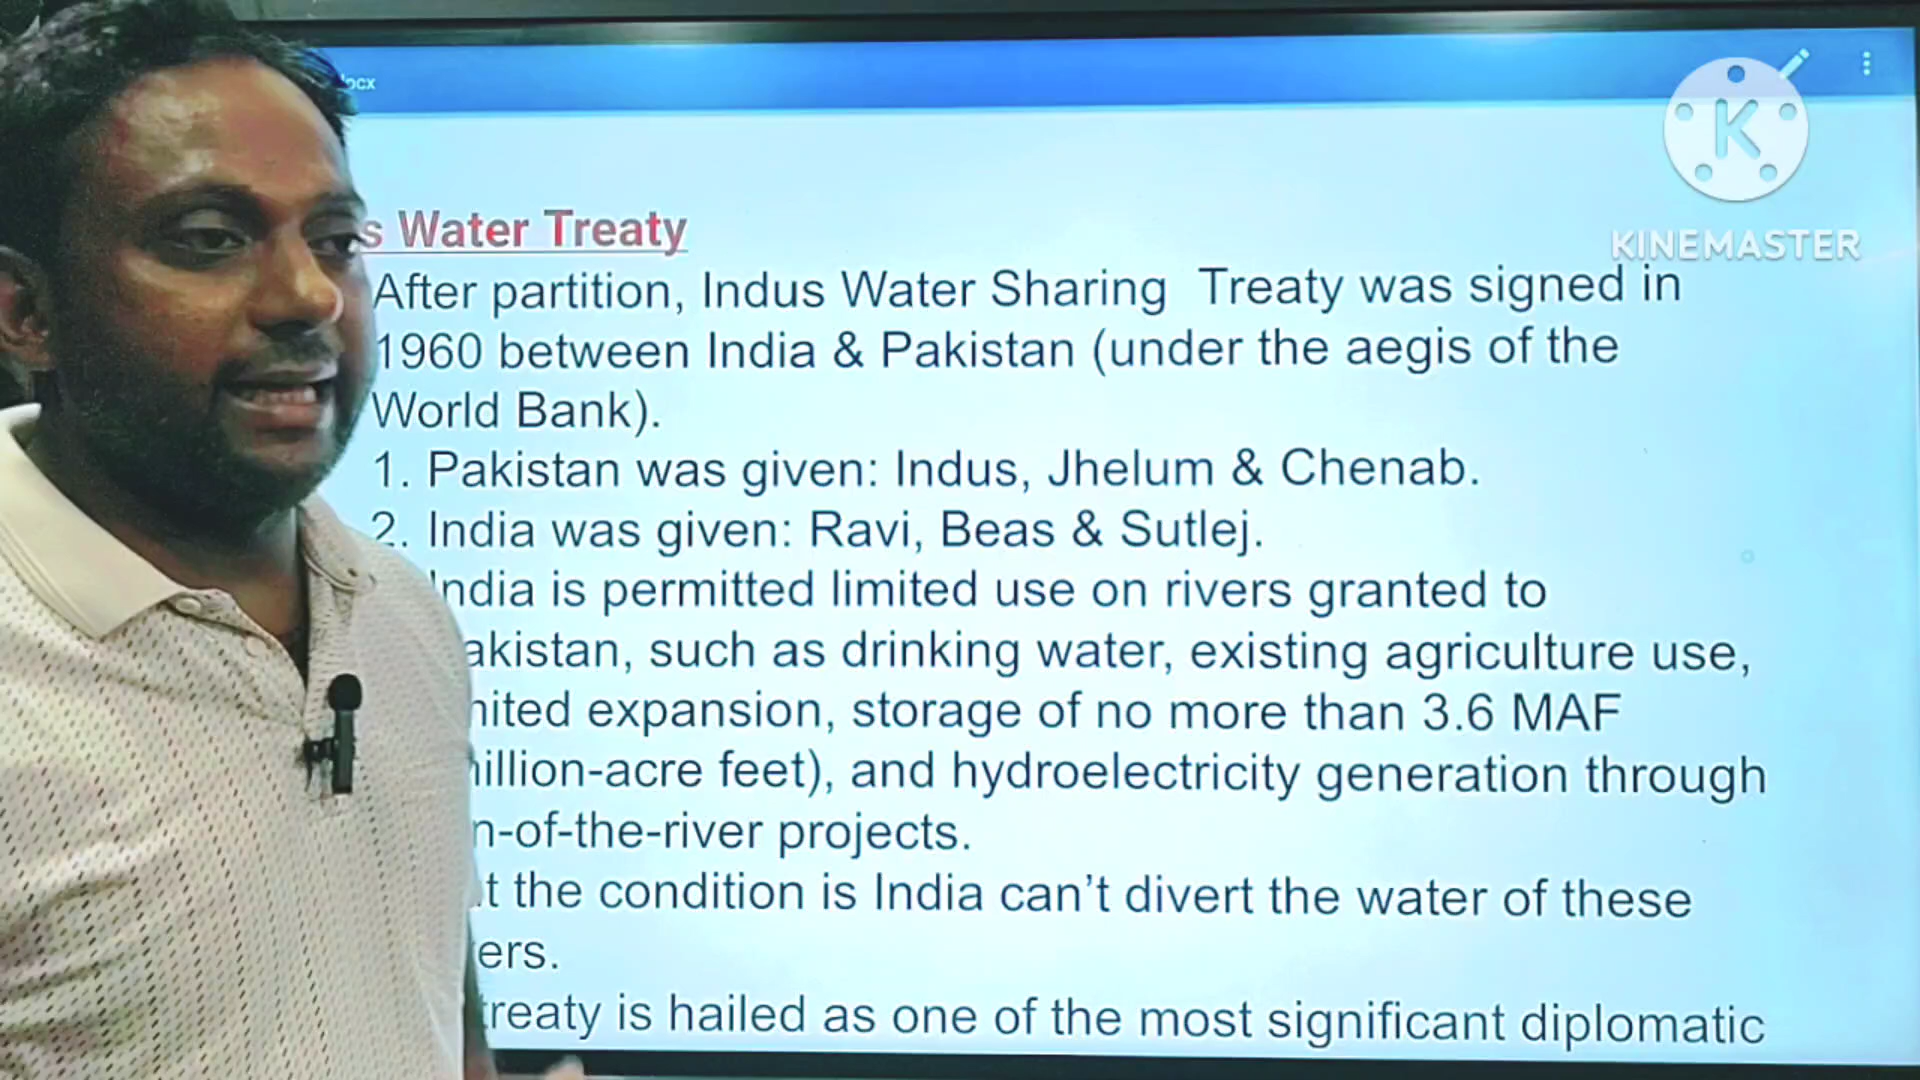 ocx
K
KINEMASTER
s Water Treaty
After partition, Indus Water Sharing Treaty was signed in
1960 between India & Pakistan (under the aegis of the
World Bank).
1. Pakistan was given: Indus, Jhelum & Chenab.
2. India was given: Ravi, Beas & Sutlej.
India is permitted limited use on rivers granted to
akistan, such as drinking water, existing agriculture use,
ited expansion, storage of no more than 3.6 MAF
illion-acre feet), and hydroelectricity generation through
n-of-the-river projects.
t the condition is India can’t divert the water of these
ers.
treaty is hailed as one of the most significant diplomatic